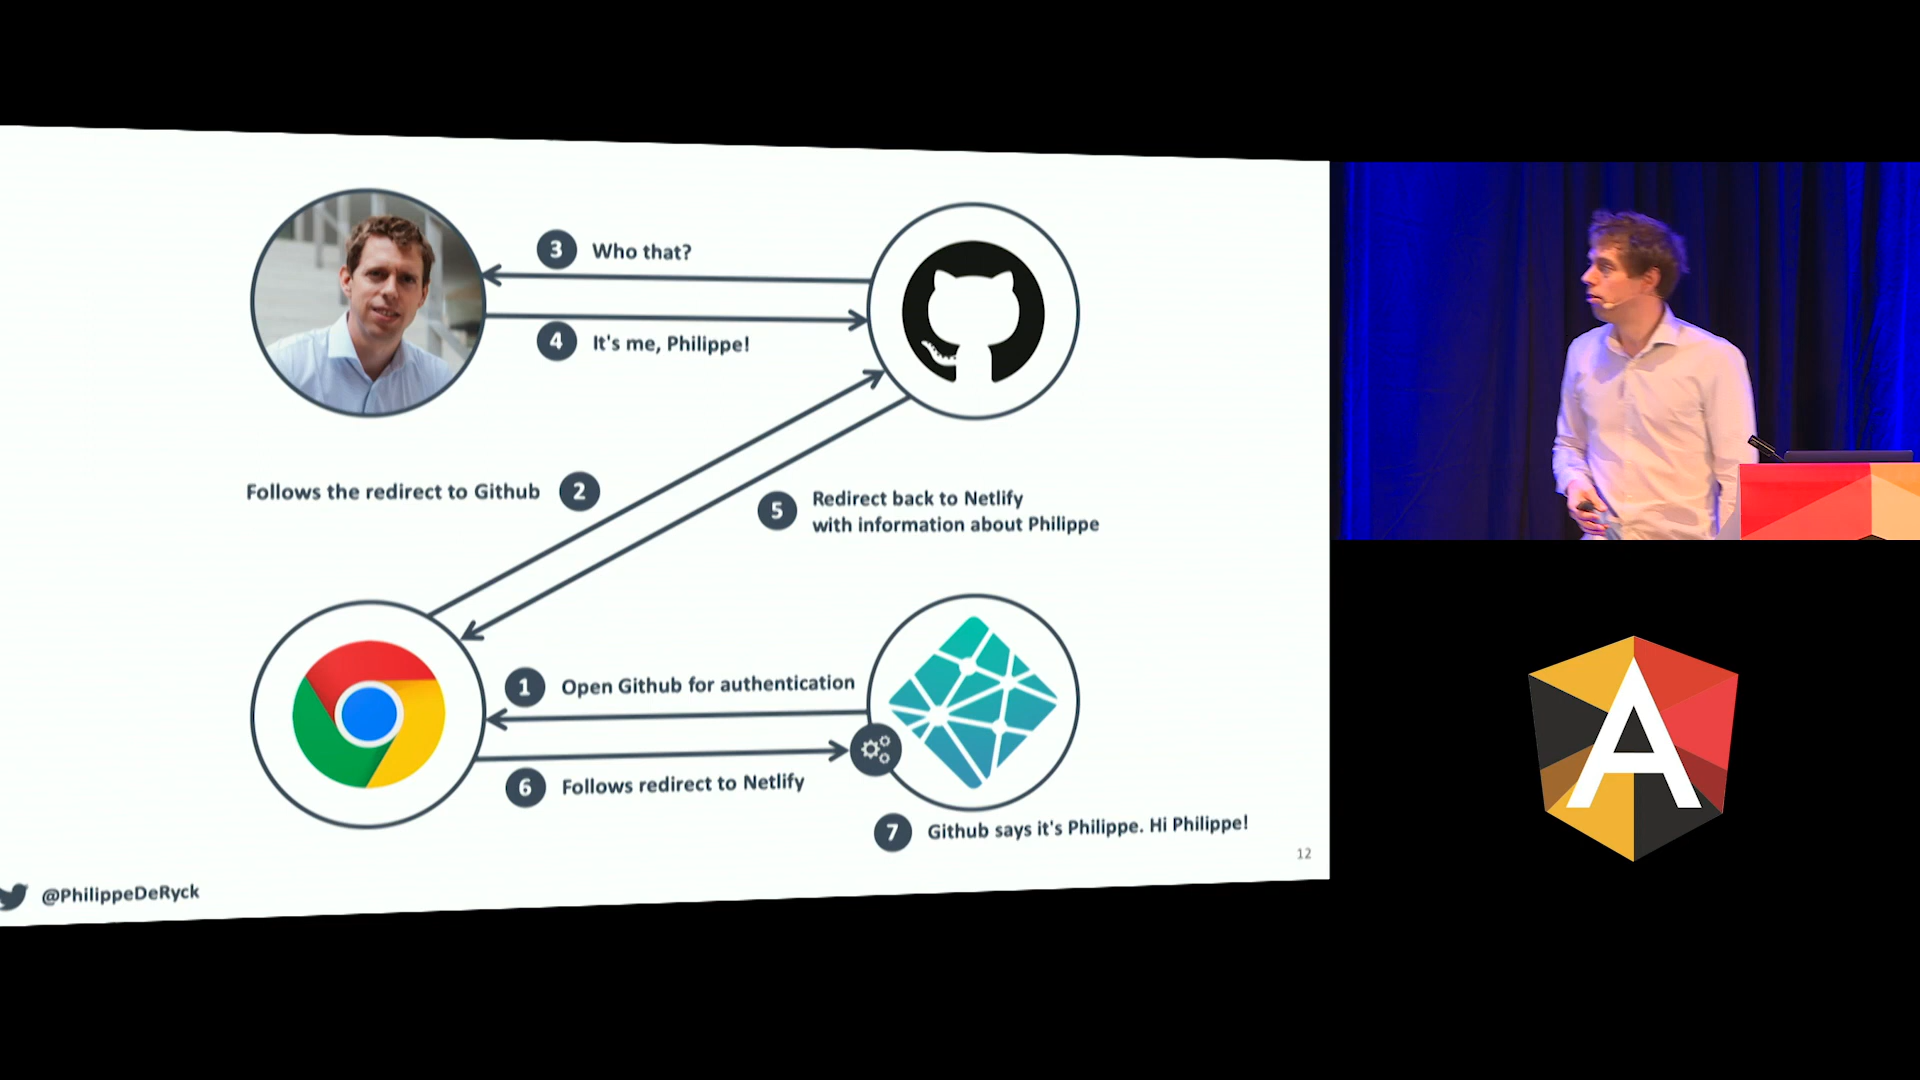 3 Who that?
4 It's me, Philippe!
Follows the redirect to Github 2
5 Redirect back to Netlify
with information about Philippe
1 Open Github for authentication
6 Follows redirect to Netlify
7 Github says it's Philippe. Hi Philippe!
12
@PhilippeDeRyck
A